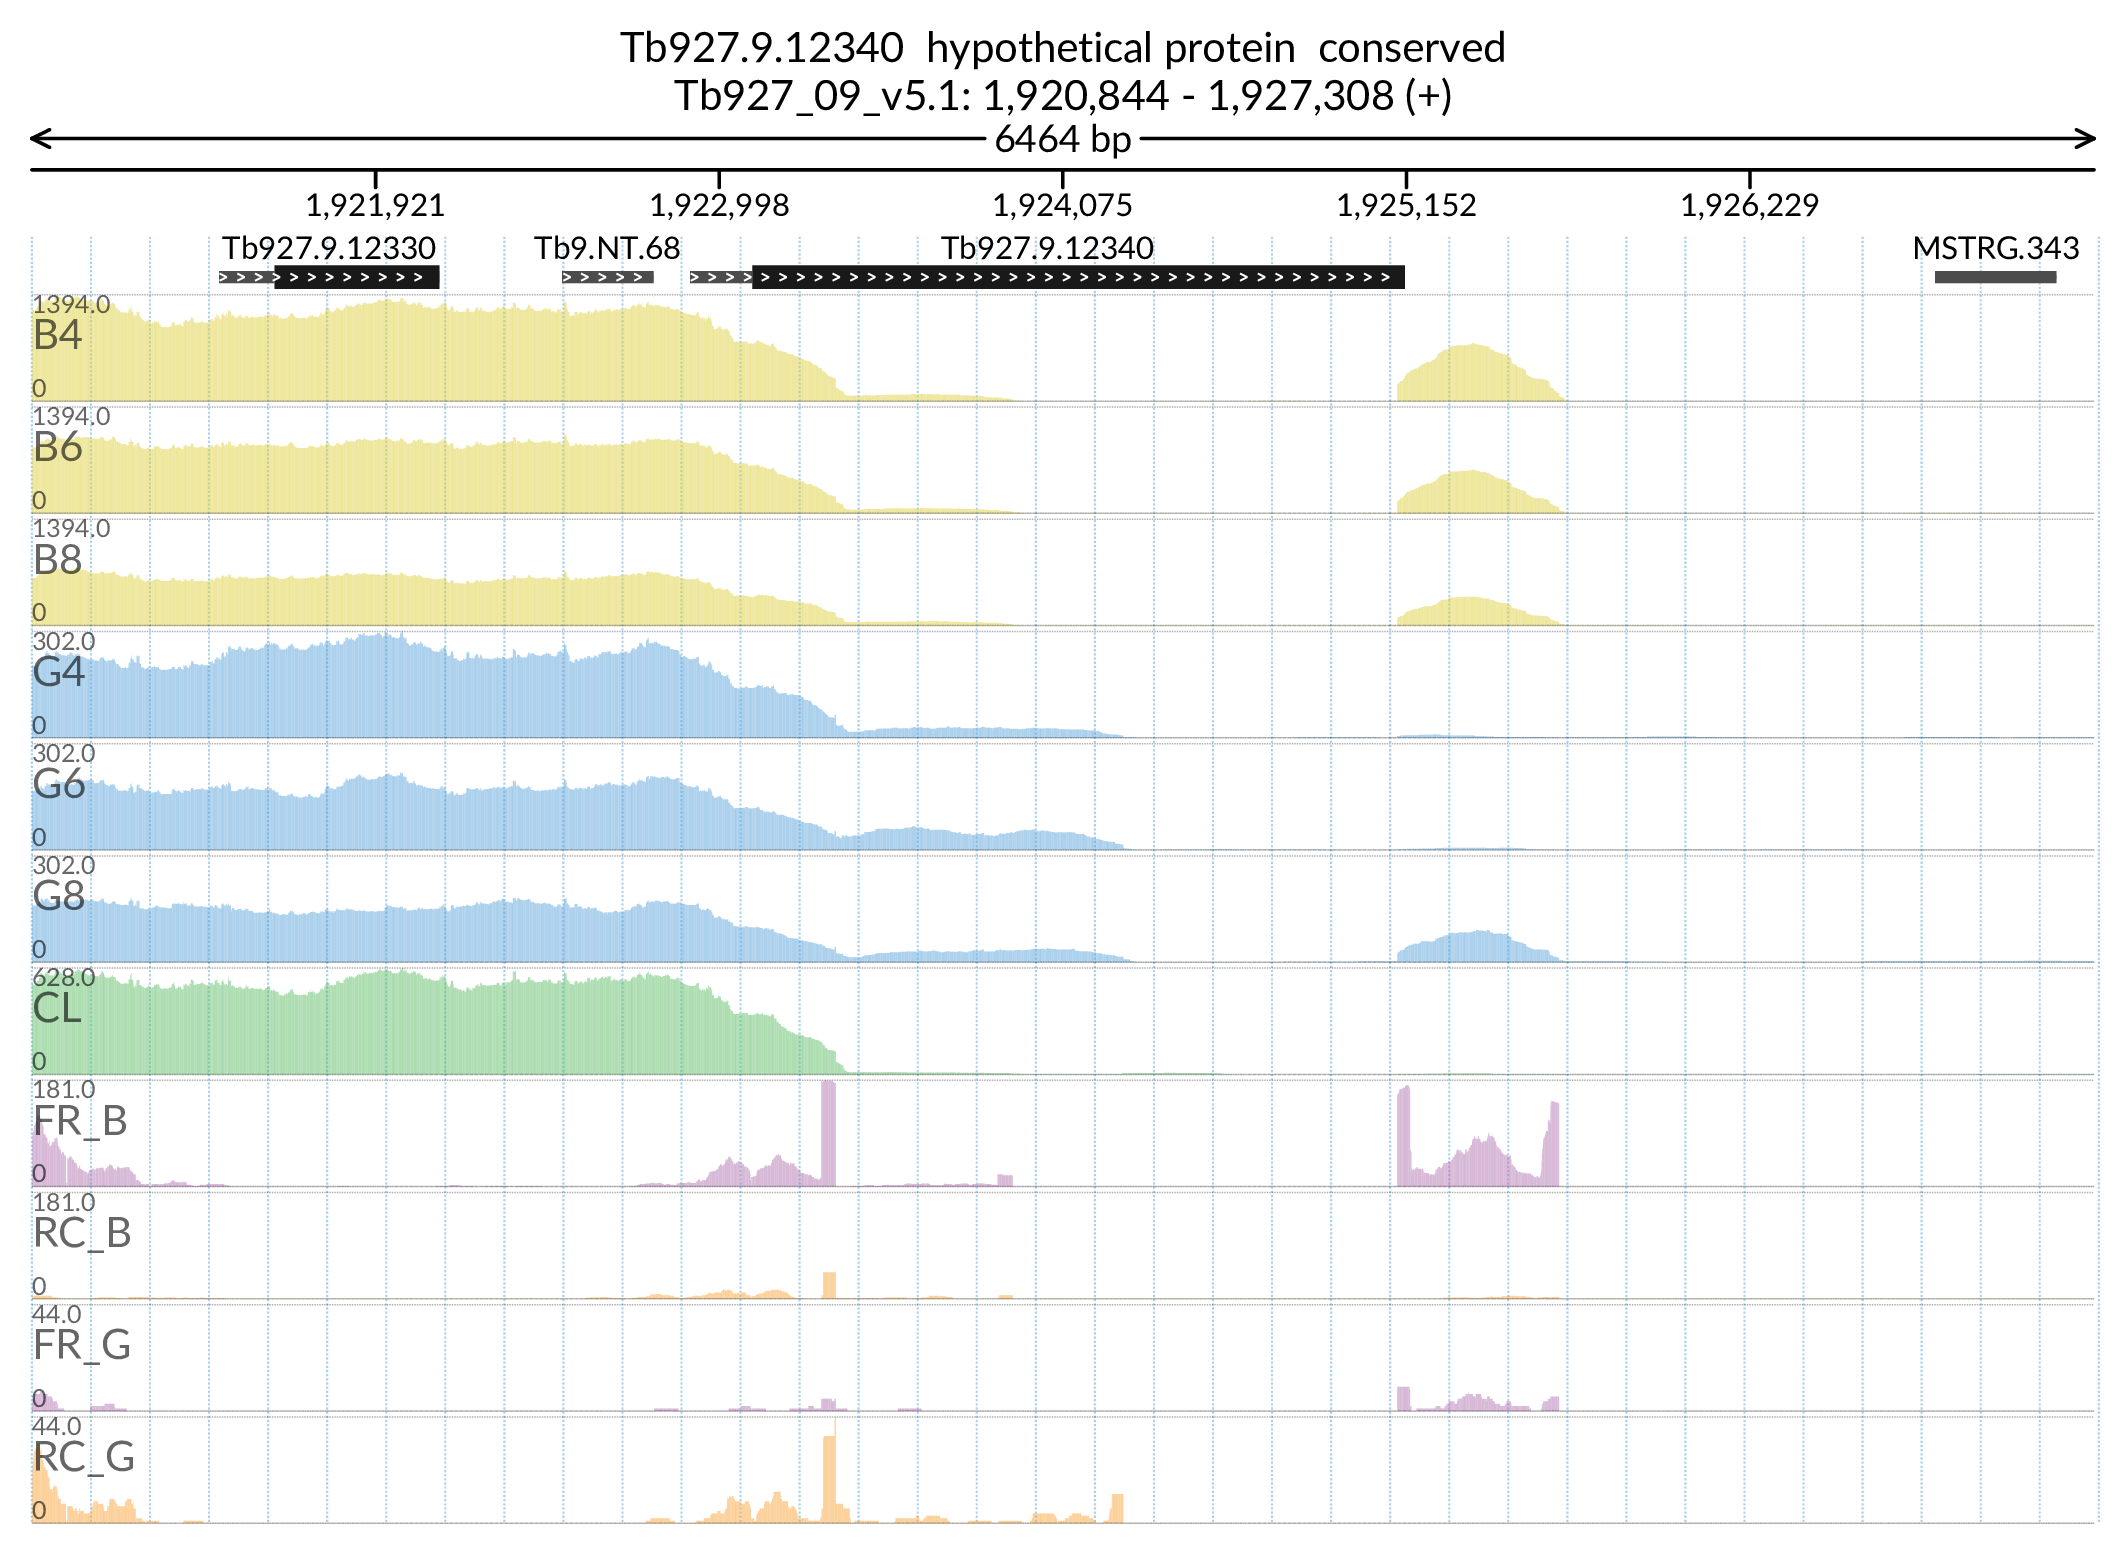 Tb927.9.12340 hypothetical protein conserved
Tb927_09_v5.1: 1,920,844 - 1,927,308 (+)
6464 bp
1,921,921 1,922,998 1,924,075 1,925,152 1,926,229
Tb927.9.12330 Tb9.NT.68 Tb927.9.12340 MSTRG.343
1394.0
B4
0
1394.0
B6
0
1394.0
B8
0
302.0
G4
0
302.0
G6
0
302.0
G8
0
628.0
CL
0
181.0
FR_B
0
181.0
RC_B
0
44.0
FR_G
0
44.0
RC_G
0